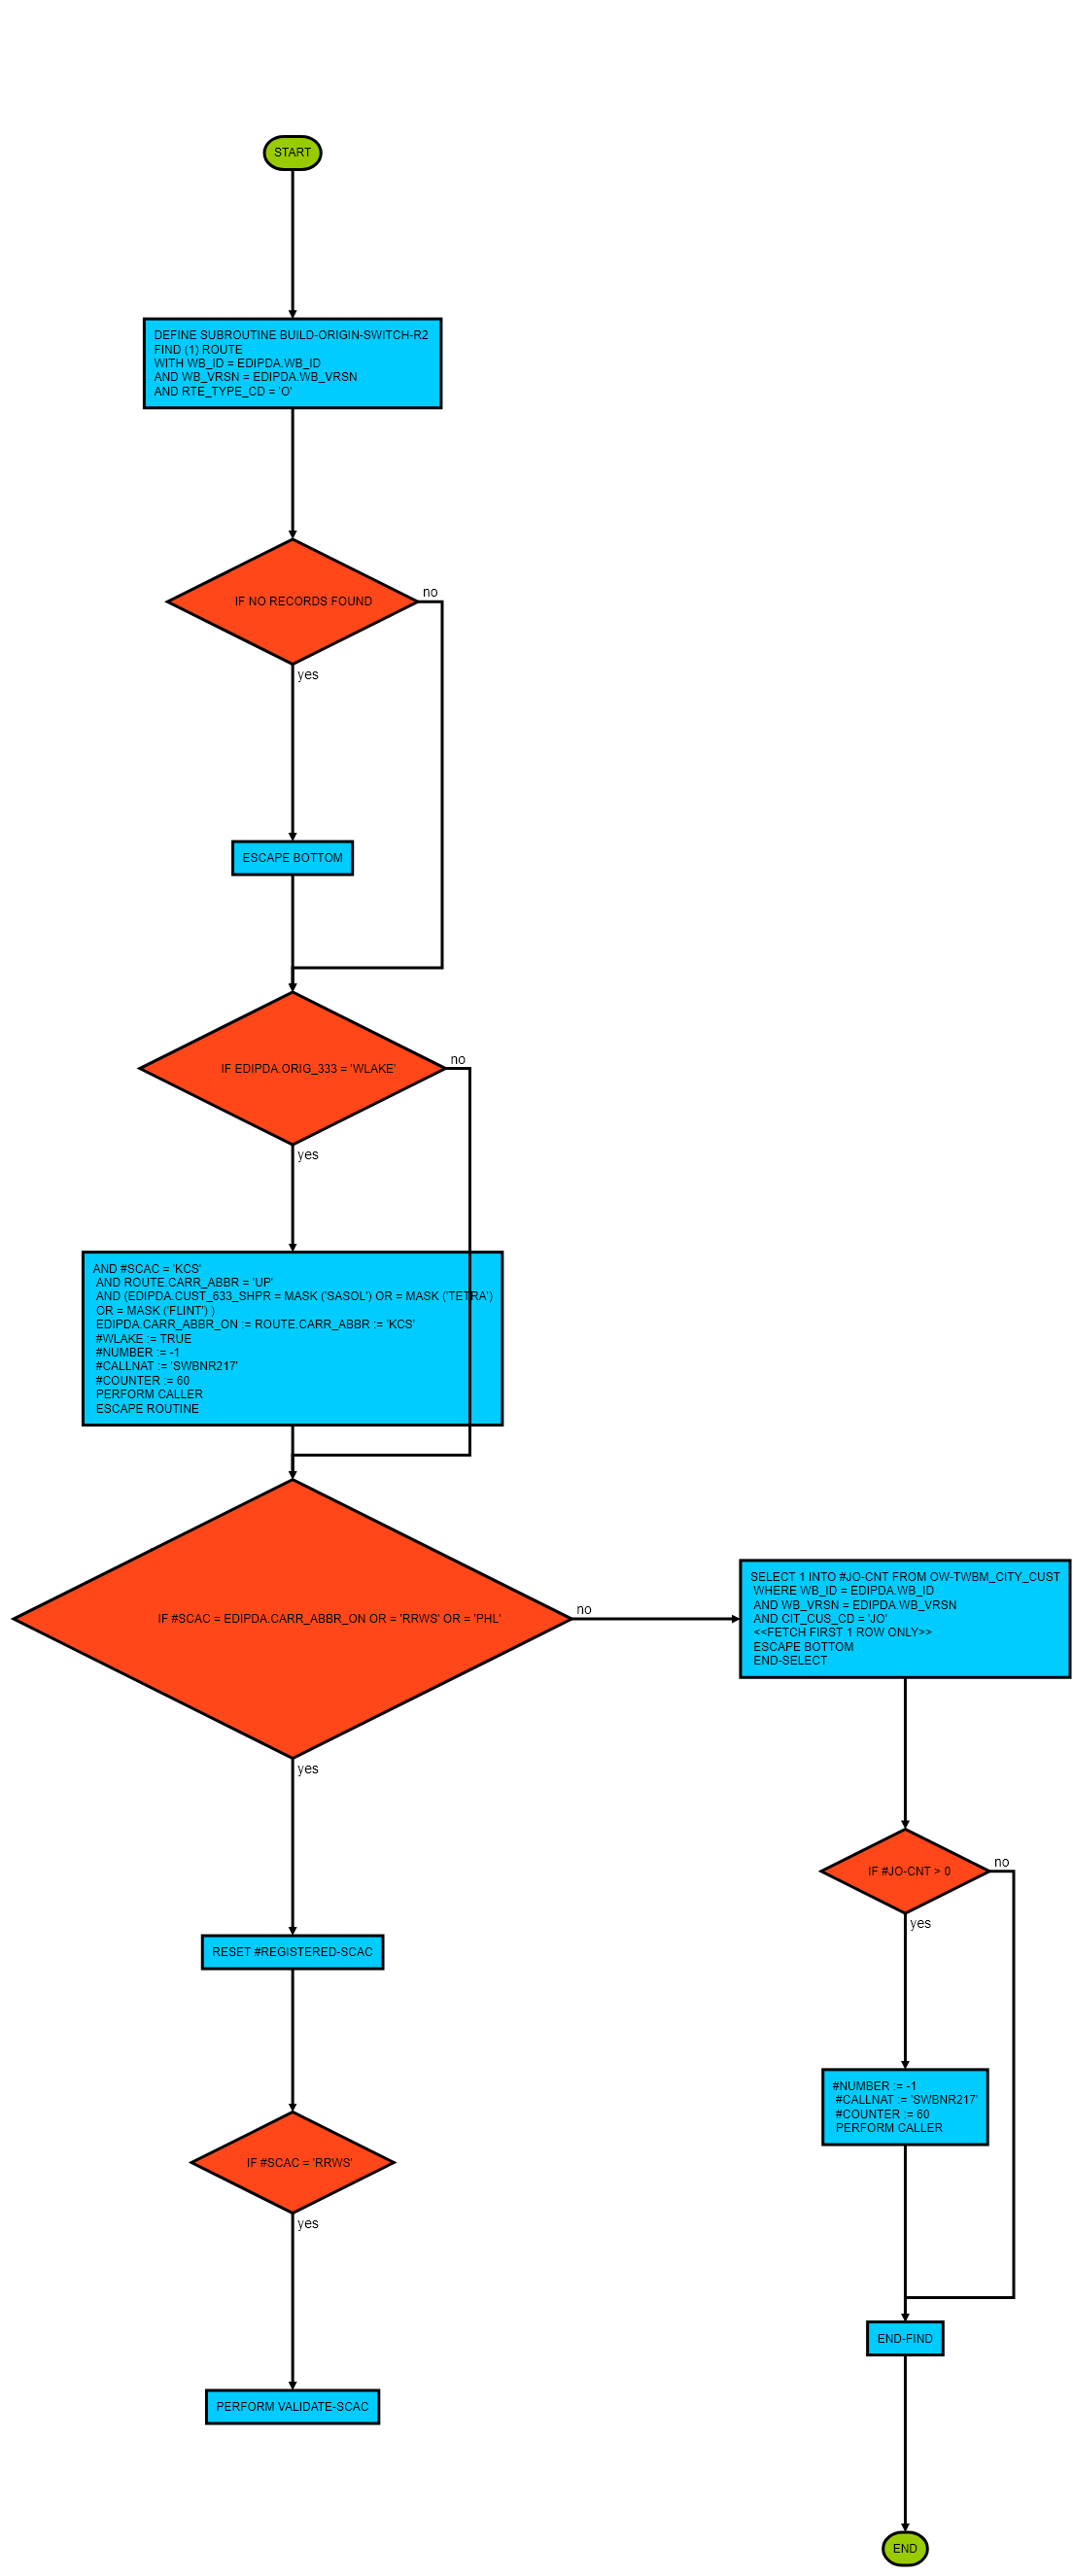 START
DEFINE SUBROUTINE BUILD-ORIGIN-SWITCH-R2
FIND (1) ROUTE
WITH WB_ID = EDIPDA.WB_ID
AND WB_VRSN = EDIPDA.WB_VRSN
AND RTE_TYPE_CD = 'O'
IF NO RECORDS FOUND
no
yes
ESCAPE BOTTOM
IF EDIPDA.ORIG_333 = 'WLAKE'
no
yes
AND #SCAC = 'KCS'
AND ROUTE.CARR_ABBR = 'UP'
AND (EDIPDA.CUST_633_SHPR = MASK ('SASOL') OR = MASK ('TETRA')
OR = MASK ('FLINT') )
EDIPDA.CARR_ABBR_ON := ROUTE.CARR_ABBR := 'KCS'
#WLAKE := TRUE
#NUMBER := -1
#CALLNAT := 'SWBNR217'
#COUNTER := 60
PERFORM CALLER
ESCAPE ROUTINE
IF #SCAC = EDIPDA.CARR_ABBR_ON OR = 'RRWS' OR = 'PHL'
no
yes
SELECT 1 INTO #JO-CNT FROM OW-TWBM_CITY_CUST
WHERE WB_ID = EDIPDA.WB_ID
AND WB_VRSN = EDIPDA.WB_VRSN
AND CIT_CUS_CD = 'JO'
<<FETCH FIRST 1 ROW ONLY>>
ESCAPE BOTTOM
END-SELECT
IF #JO-CNT > 0
no
yes
RESET #REGISTERED-SCAC
#NUMBER := -1
#CALLNAT := 'SWBNR217'
#COUNTER := 60
PERFORM CALLER
IF #SCAC = 'RRWS'
yes
END-FIND
PERFORM VALIDATE-SCAC
END